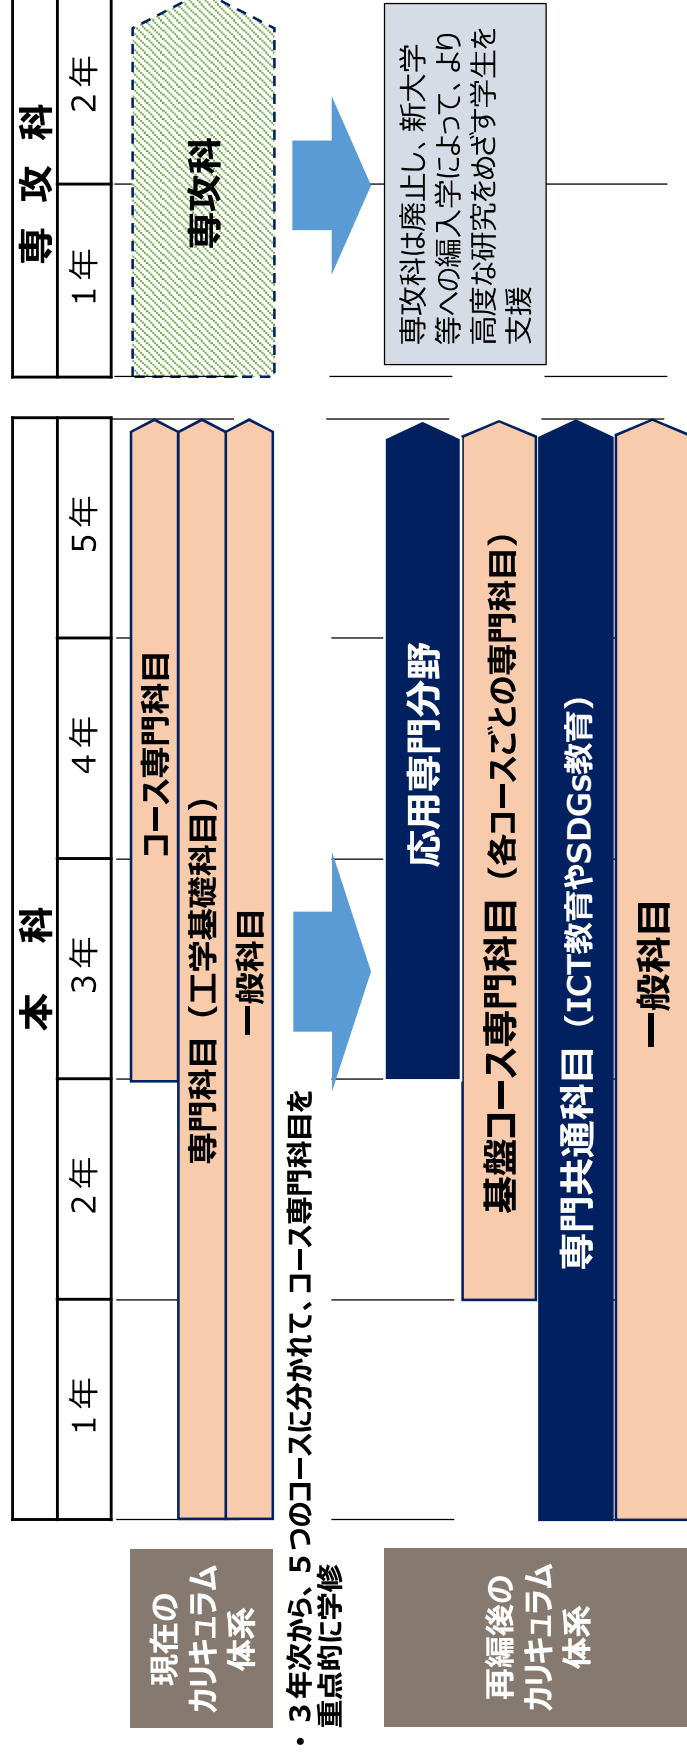 本 科
専 攻 科
1年
2年
3年
4年
5年
1年
2年
現在の
カリキュラム
体系
コース専門科目
専門科目（工学基礎科目）
一般科目
専攻科
・３年次から、５つのコースに分かれて、コース専門科目を
重点的に学修
再編後の
カリキュラム
体系
応用専門分野
基盤コース専門科目（各コースごとの専門科目）
専門共通科目（ICT教育やSDGs教育）
一般科目
専攻科は廃止し、新大学
等への編入学によって、より
高度な研究をめざす学生を
支援